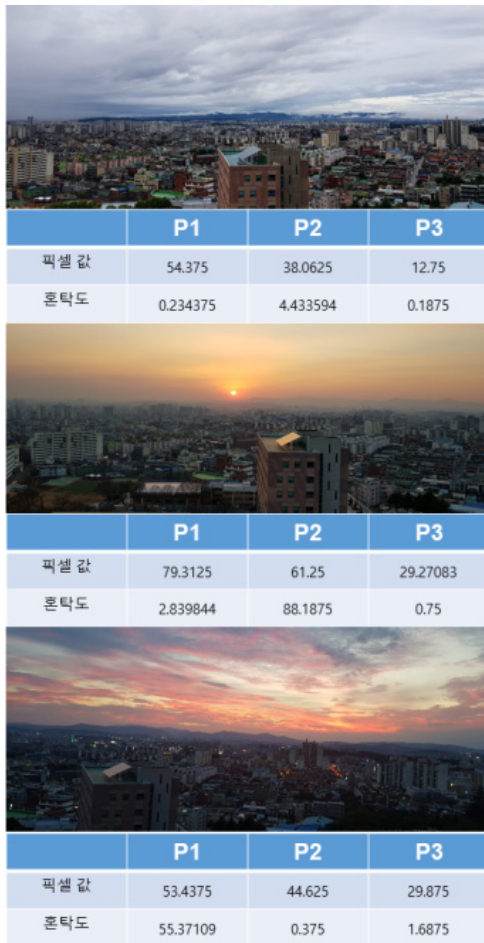 P1 P2 P3
픽셀 값 54.375 38.0625 12.75
혼탁도 0.234375 4.433594 0.1875
P1 P2 P3
픽셀 값 79.3125 61.25 29.27083
혼탁도 2.839844 88.1875 0.75
P1 P2 P3
픽셀 값 53.4375 44.625 29.875
혼탁도 55.37109 0.375 1.6875